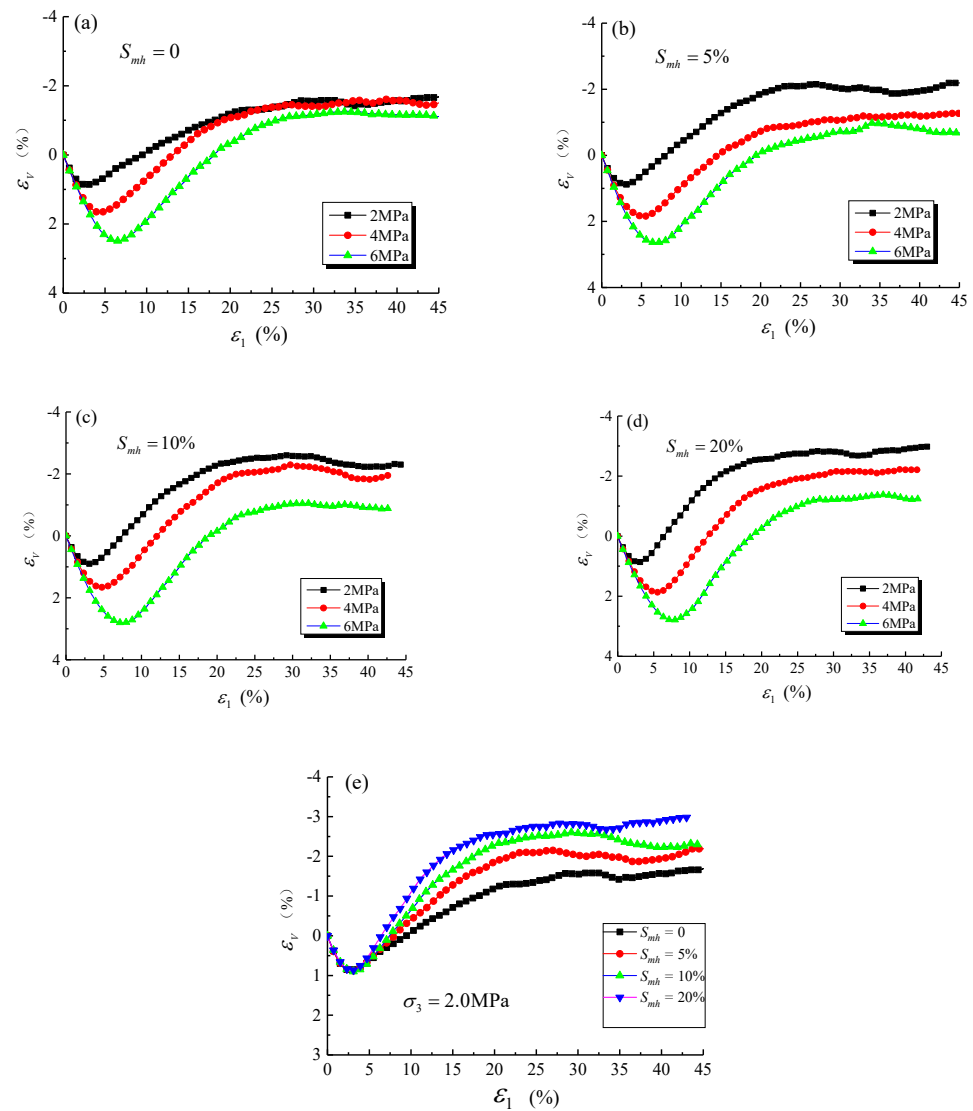 (a)
S_mh = 0
-4
-2
0
2
4
ε_V (%)
0 5 10 15 20 25 30 35 40 45
ε_1 (%)
2MPa
4MPa
6MPa
(b)
S_mh = 5%
-4
-2
0
2
4
ε_V (%)
0 5 10 15 20 25 30 35 40 45
ε_1 (%)
2MPa
4MPa
6MPa
(c)
S_mh = 10%
-4
-2
0
2
4
ε_V (%)
0 5 10 15 20 25 30 35 40 45
ε_1 (%)
2MPa
4MPa
6MPa
(d)
S_mh = 20%
-4
-2
0
2
4
ε_V (%)
0 5 10 15 20 25 30 35 40 45
ε_1 (%)
2MPa
4MPa
6MPa
(e)
-4
-3
-2
-1
0
1
2
3
ε_V (%)
0 5 10 15 20 25 30 35 40 45
ε_1 (%)
σ_3 = 2.0MPa
S_mh = 0
S_mh = 5%
S_mh = 10%
S_mh = 20%